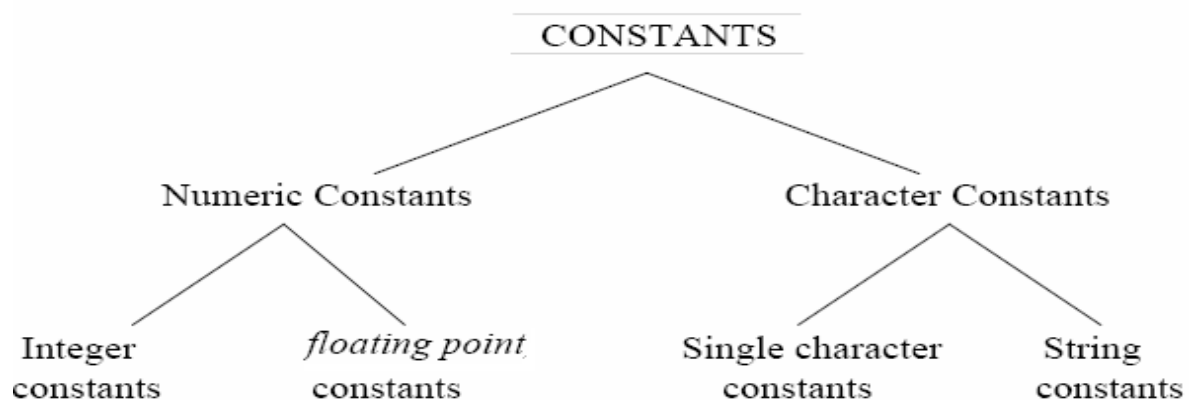 CONSTANTS
Numeric Constants
Character Constants
Integer
constants
floating point
constants
Single character
constants
String
constants